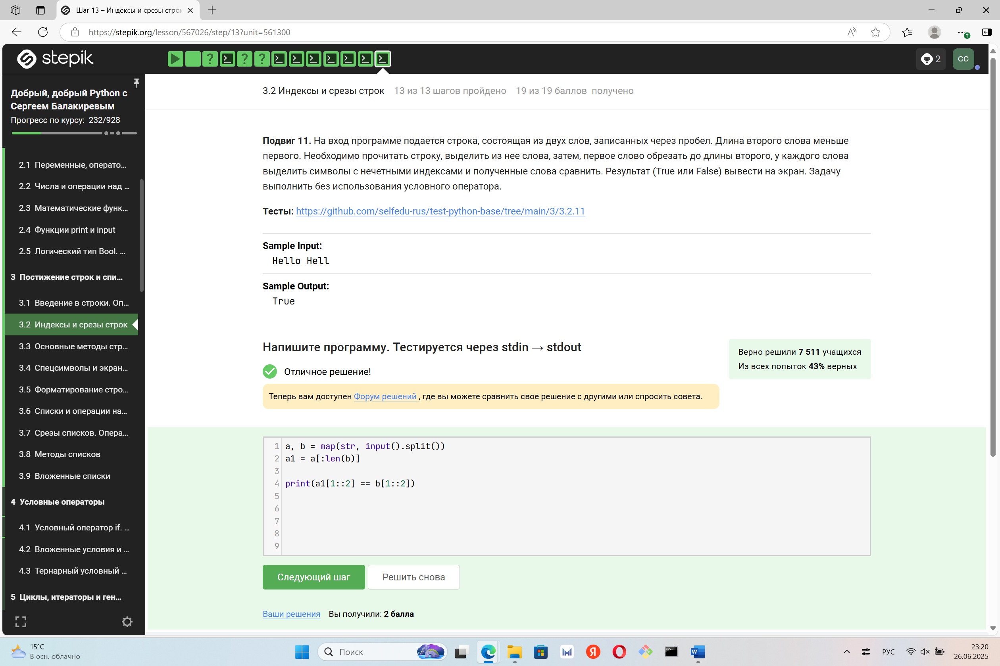 Шаг 13 – Индексы и срезы строк
https://stepik.org/lesson/567026/step/13?unit=561300
stepik
2
CC
Добрый, добрый Python с
Сергеем Балакиревым
Прогресс по курсу: 232/928
2.1 Переменные, операто...
2.2 Числа и операции над ...
2.3 Математические функ...
2.4 Функции print и input
2.5 Логический тип Bool. ...
3 Постижение строк и спи...
3.1 Введение в строки. Оп...
3.2 Индексы и срезы строк
3.3 Основные методы стр...
3.4 Спецсимволы и экран...
3.5 Форматирование стро...
3.6 Списки и операции на...
3.7 Срезы списков. Опера...
3.8 Методы списков
3.9 Вложенные списки
4 Условные операторы
4.1 Условный оператор if. ...
4.2 Вложенные условия и ...
4.3 Тернарный условный ...
5 Циклы, итераторы и ген...
3.2 Индексы и срезы строк 13 из 13 шагов пройдено 19 из 19 баллов получено
Подвиг 11. На вход программе подается строка, состоящая из двух слов, записанных через пробел. Длина второго слова меньше
первого. Необходимо прочитать строку, выделить из нее слова, затем, первое слово обрезать до длины второго, у каждого слова
выделить символы с нечетными индексами и полученные слова сравнить. Результат (True или False) вывести на экран. Задачу
выполнить без использования условного оператора.
Тесты: https://github.com/selfedu-rus/test-python-base/tree/main/3/3.2.11
Sample Input:
Hello Hell
Sample Output:
True
Напишите программу. Тестируется через stdin → stdout
Верно решили 7 511 учащихся
Из всех попыток 43% верных
Отличное решение!
Теперь вам доступен Форум решений , где вы можете сравнить свое решение с другими или спросить совета.
1 a, b = map(str, input().split())
2 a1 = a[:len(b)]
3
4 print(a1[1::2] == b[1::2])
5
6
7
8
9
Следующий шаг
Решить снова
Ваши решения Вы получили: 2 балла
15°C
В осн. облачно
Поиск
РУС
23:20
26.06.2025